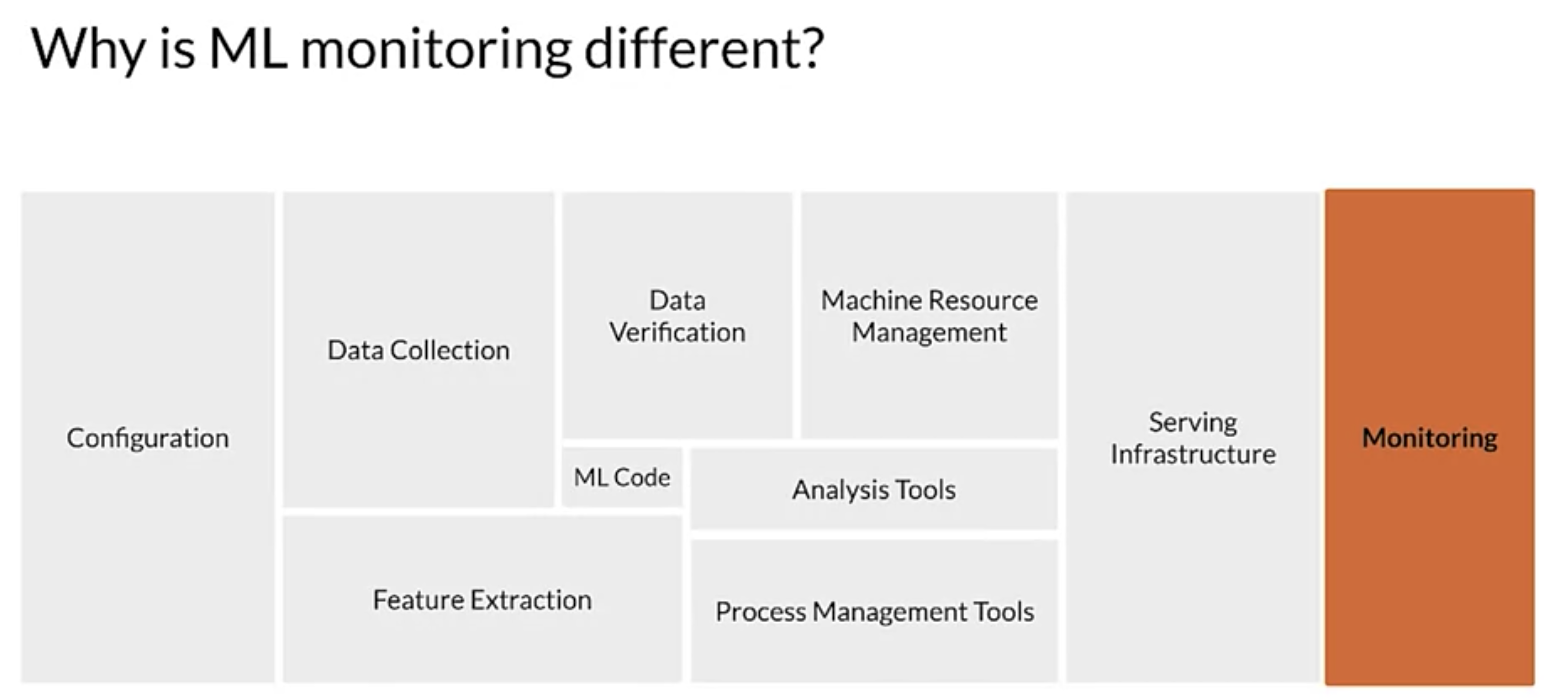 Why is ML monitoring different?
Configuration
Data Collection
Data
Verification
Machine Resource
Management
ML Code
Analysis Tools
Feature Extraction
Process Management Tools
Serving
Infrastructure
Monitoring